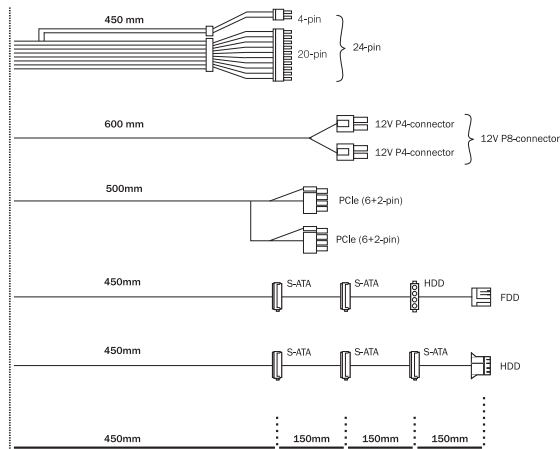 450 mm
4-pin
20-pin
24-pin
600 mm
12V P4-connector
12V P4-connector
12V P8-connector
500mm
PCIe (6+2-pin)
PCIe (6+2-pin)
450mm
S-ATA
S-ATA
HDD
FDD
450mm
S-ATA
S-ATA
S-ATA
HDD
450mm
150mm
150mm
150mm